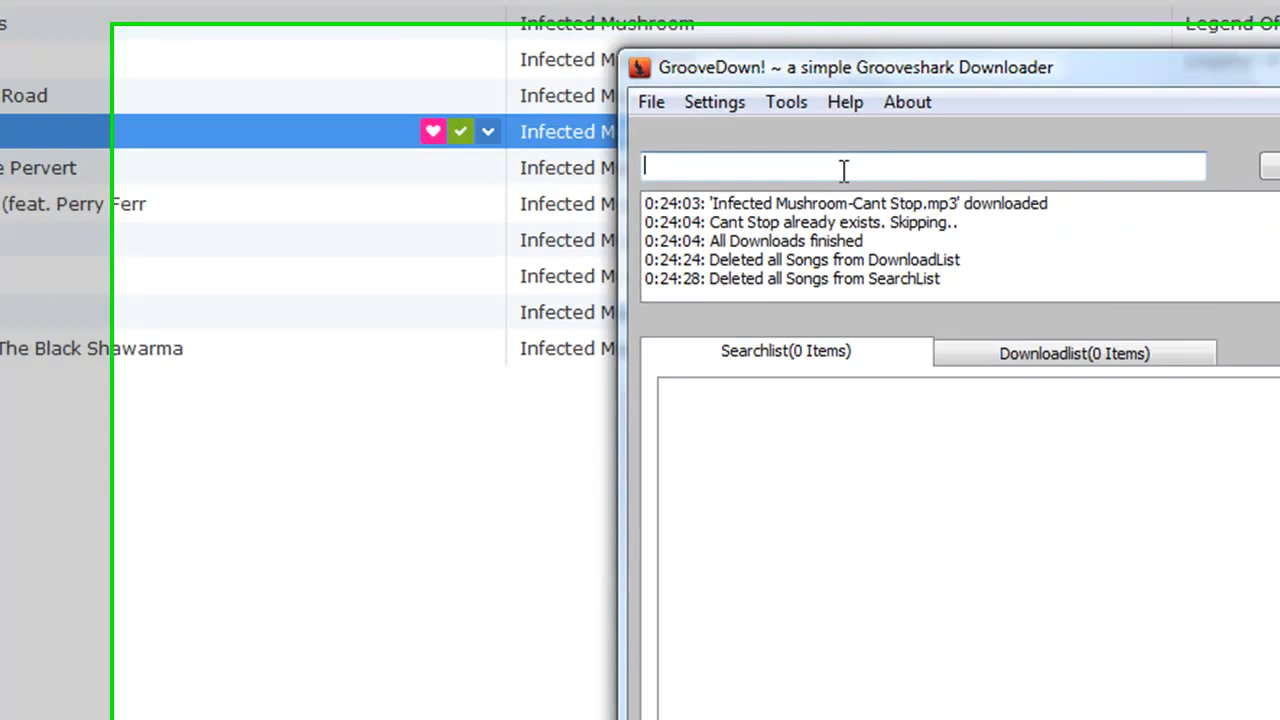 s
Infected Mushroom
Legend Of
Infected M
Road
Infected M
Infected M
Pervert
Infected M
(feat. Perry Ferr
Infected M
Infected M
Infected M
Infected M
The Black Shawarma
Infected M
GrooveDown! ~ a simple Grooveshark Downloader
File Settings Tools Help About
0:24:03: 'Infected Mushroom-Cant Stop.mp3' downloaded
0:24:04: Cant Stop already exists. Skipping..
0:24:04: All Downloads finished
0:24:24: Deleted all Songs from DownloadList
0:24:28: Deleted all Songs from SearchList
Searchlist(0 Items)
Downloadlist(0 Items)